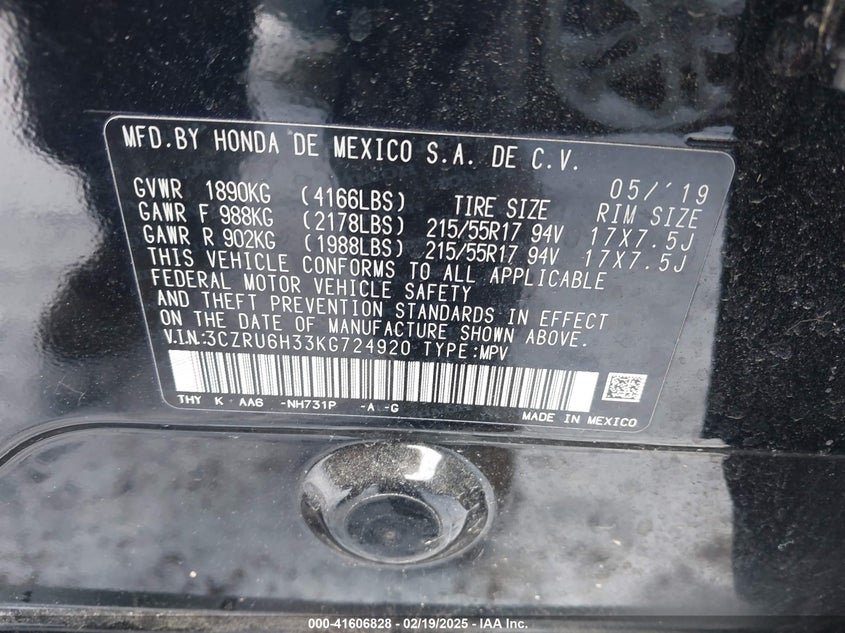 MFD.BY HONDA DE MEXICO S.A. DE C.V.
05/'19
GVWR 1890KG (4166LBS) TIRE SIZE RIM SIZE
GAWR F 988KG (2178LBS) 215/55R17 94V 17X7.5J
GAWR R 902KG (1988LBS) 215/55R17 94V 17X7.5J
THIS VEHICLE CONFORMS TO ALL APPLICABLE
FEDERAL MOTOR VEHICLE SAFETY
AND THEFT PREVENTION STANDARDS IN EFFECT
ON THE DATE OF MANUFACTURE SHOWN ABOVE.
V.I.N:3CZRU6H33KG724920 TYPE:MPV
THY K AA6 -NH731P -A -G
MADE IN MEXICO
000-41606828 - 02/19/2025 - IAA Inc.